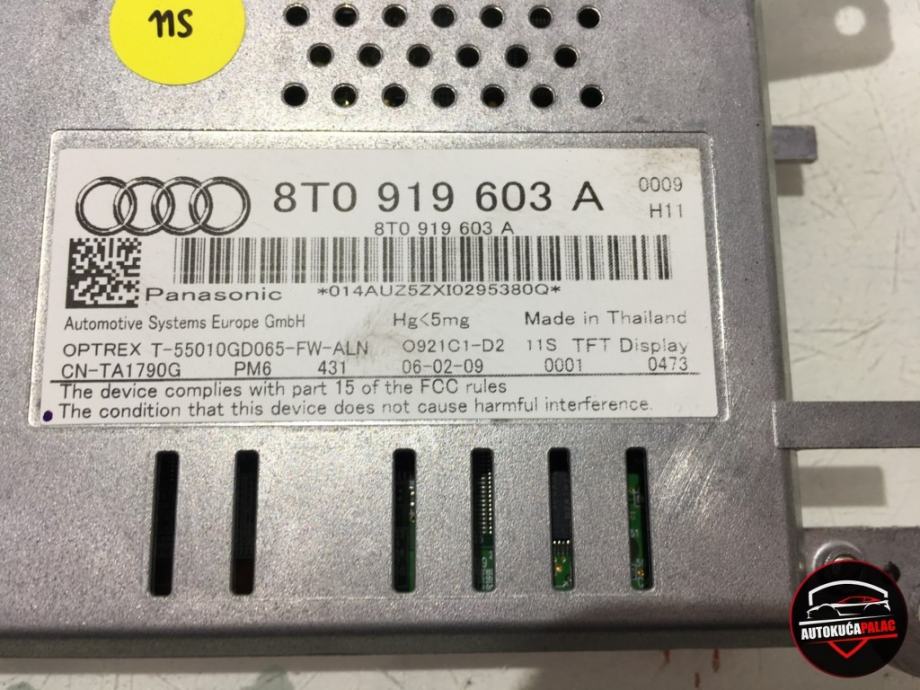 11S
8T0 919 603 A
0009
H11
8T0 919 603 A
Panasonic *014AUZ5ZXI0295380Q*
Automotive Systems Europe GmbH Hg<5mg Made in Thailand
OPTREX T-55010GD065-FW-ALN 0921C1-D2 11S TFT Display
CN-TA1790G PM6 431 06-02-09 0001 0473
The device complies with part 15 of the FCC rules
The condition that this device does not cause harmful interference.
AUTOKUĆAPALAC